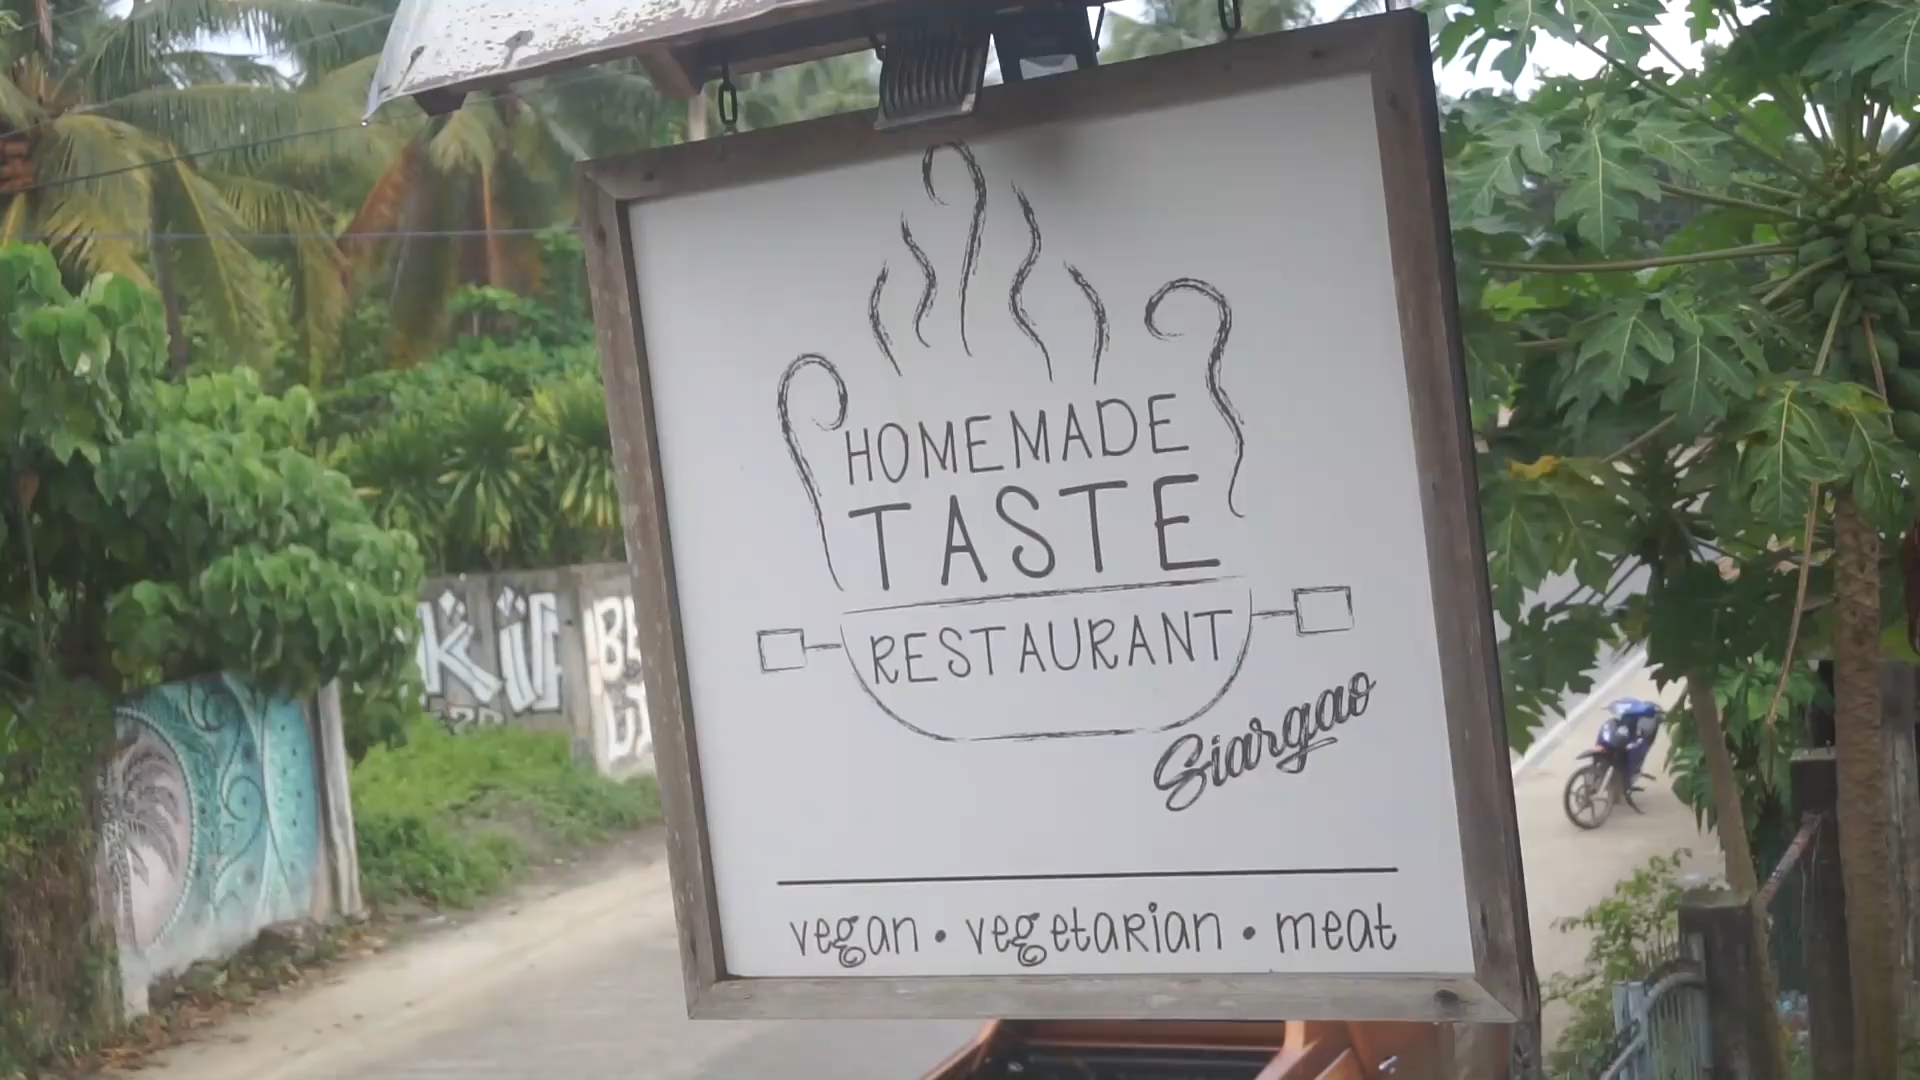 HOMEMADE
TASTE
RESTAURANT
Siargao
vegan • vegetarian • meat